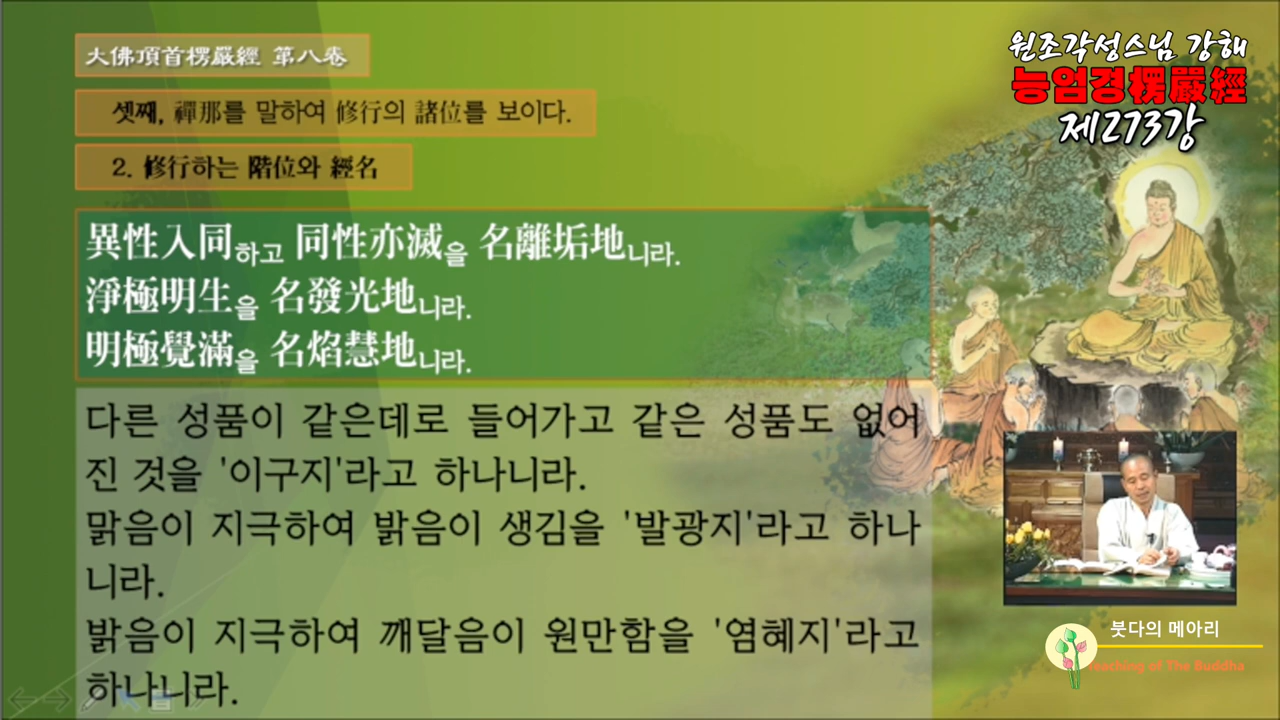 大佛頂首楞嚴經 第八卷
셋째, 禪那를 말하여 修行의 諸位를 보이다.
2. 修行하는 階位와 經名
異性入同하고 同性亦滅을 名離垢地니라.
淨極明生을 名發光地니라.
明極覺滿을 名焰慧地니라.
다른 성품이 같은데로 들어가고 같은 성품도 없어
진 것을 '이구지'라고 하나니라.
맑음이 지극하여 밝음이 생김을 '발광지'라고 하나
니라.
밝음이 지극하여 깨달음이 원만함을 '염혜지'라고
하나니라.
원조각성스님 강해
능엄경楞嚴經
제273강
붓다의 메아리
Teaching of The Buddha